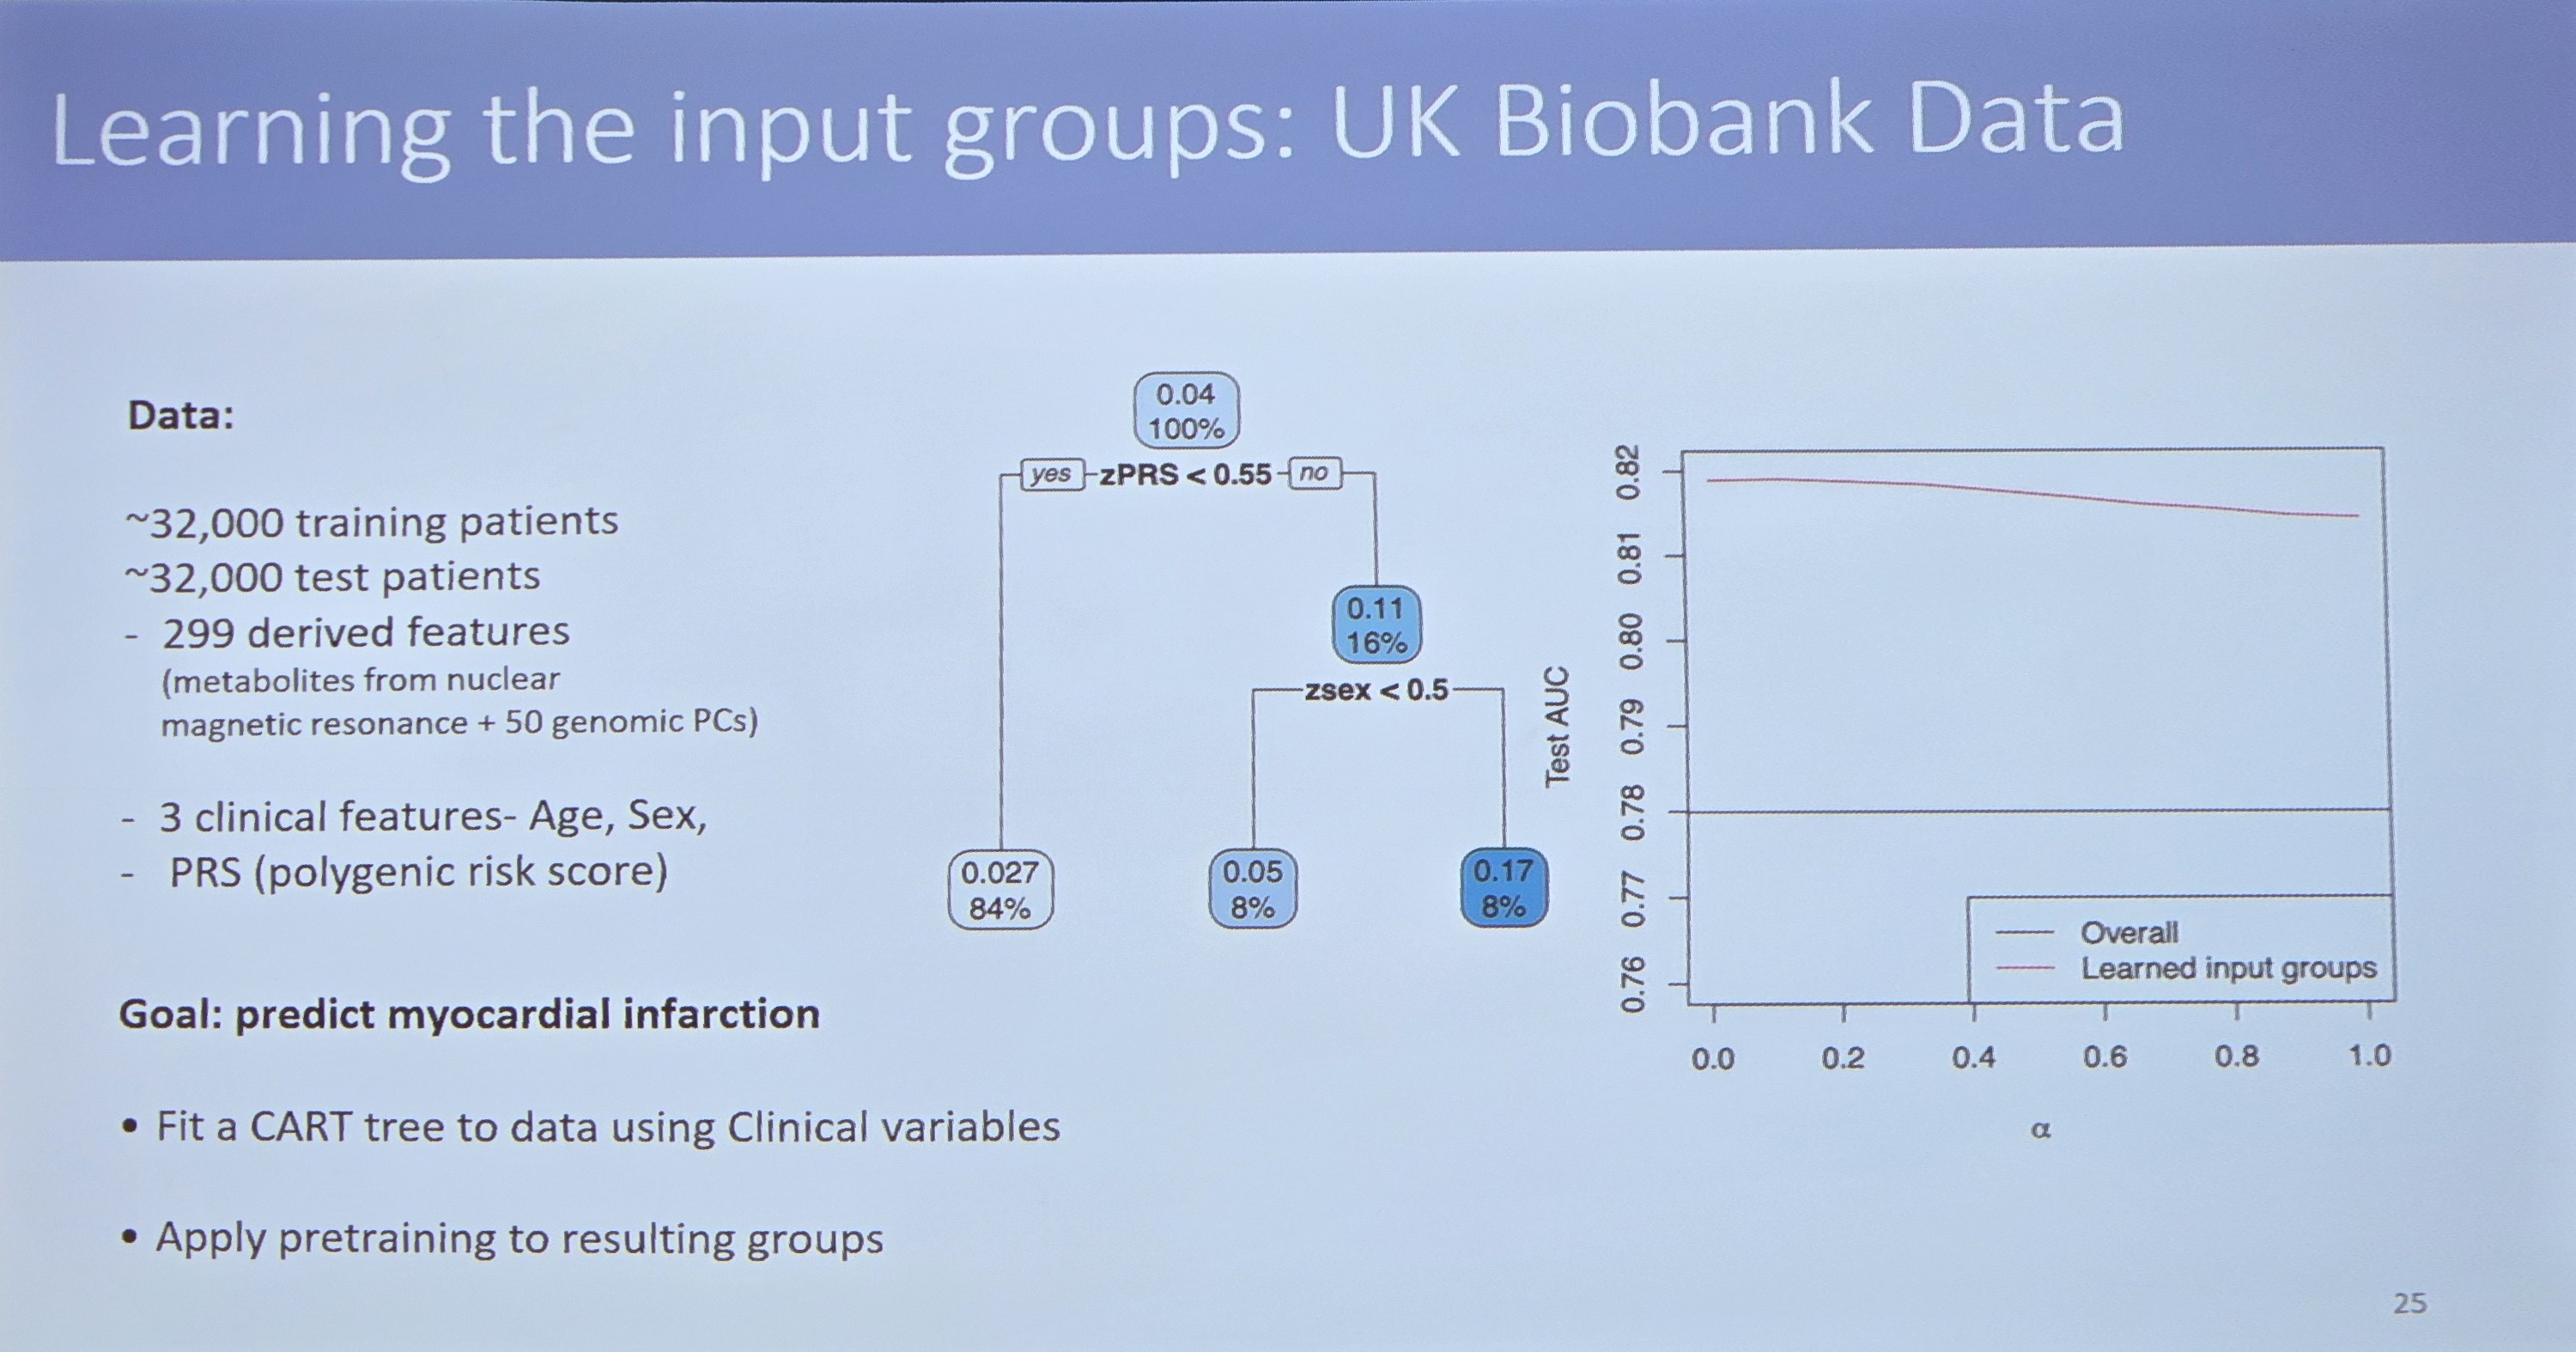 Learning the input groups: UK Biobank Data
Data:
~32,000 training patients
~32,000 test patients
- 299 derived features
(metabolites from nuclear
magnetic resonance + 50 genomic PCs)
- 3 clinical features- Age, Sex,
- PRS (polygenic risk score)
Goal: predict myocardial infarction
• Fit a CART tree to data using Clinical variables
• Apply pretraining to resulting groups
0.04
100%
yes zPRS < 0.55 no
0.11
16%
zsex < 0.5
0.027
84%
0.05
8%
0.17
8%
Test AUC
0.82
0.81
0.80
0.79
0.78
0.77
0.76
Overall
Learned input groups
0.0 0.2 0.4 0.6 0.8 1.0
α
25